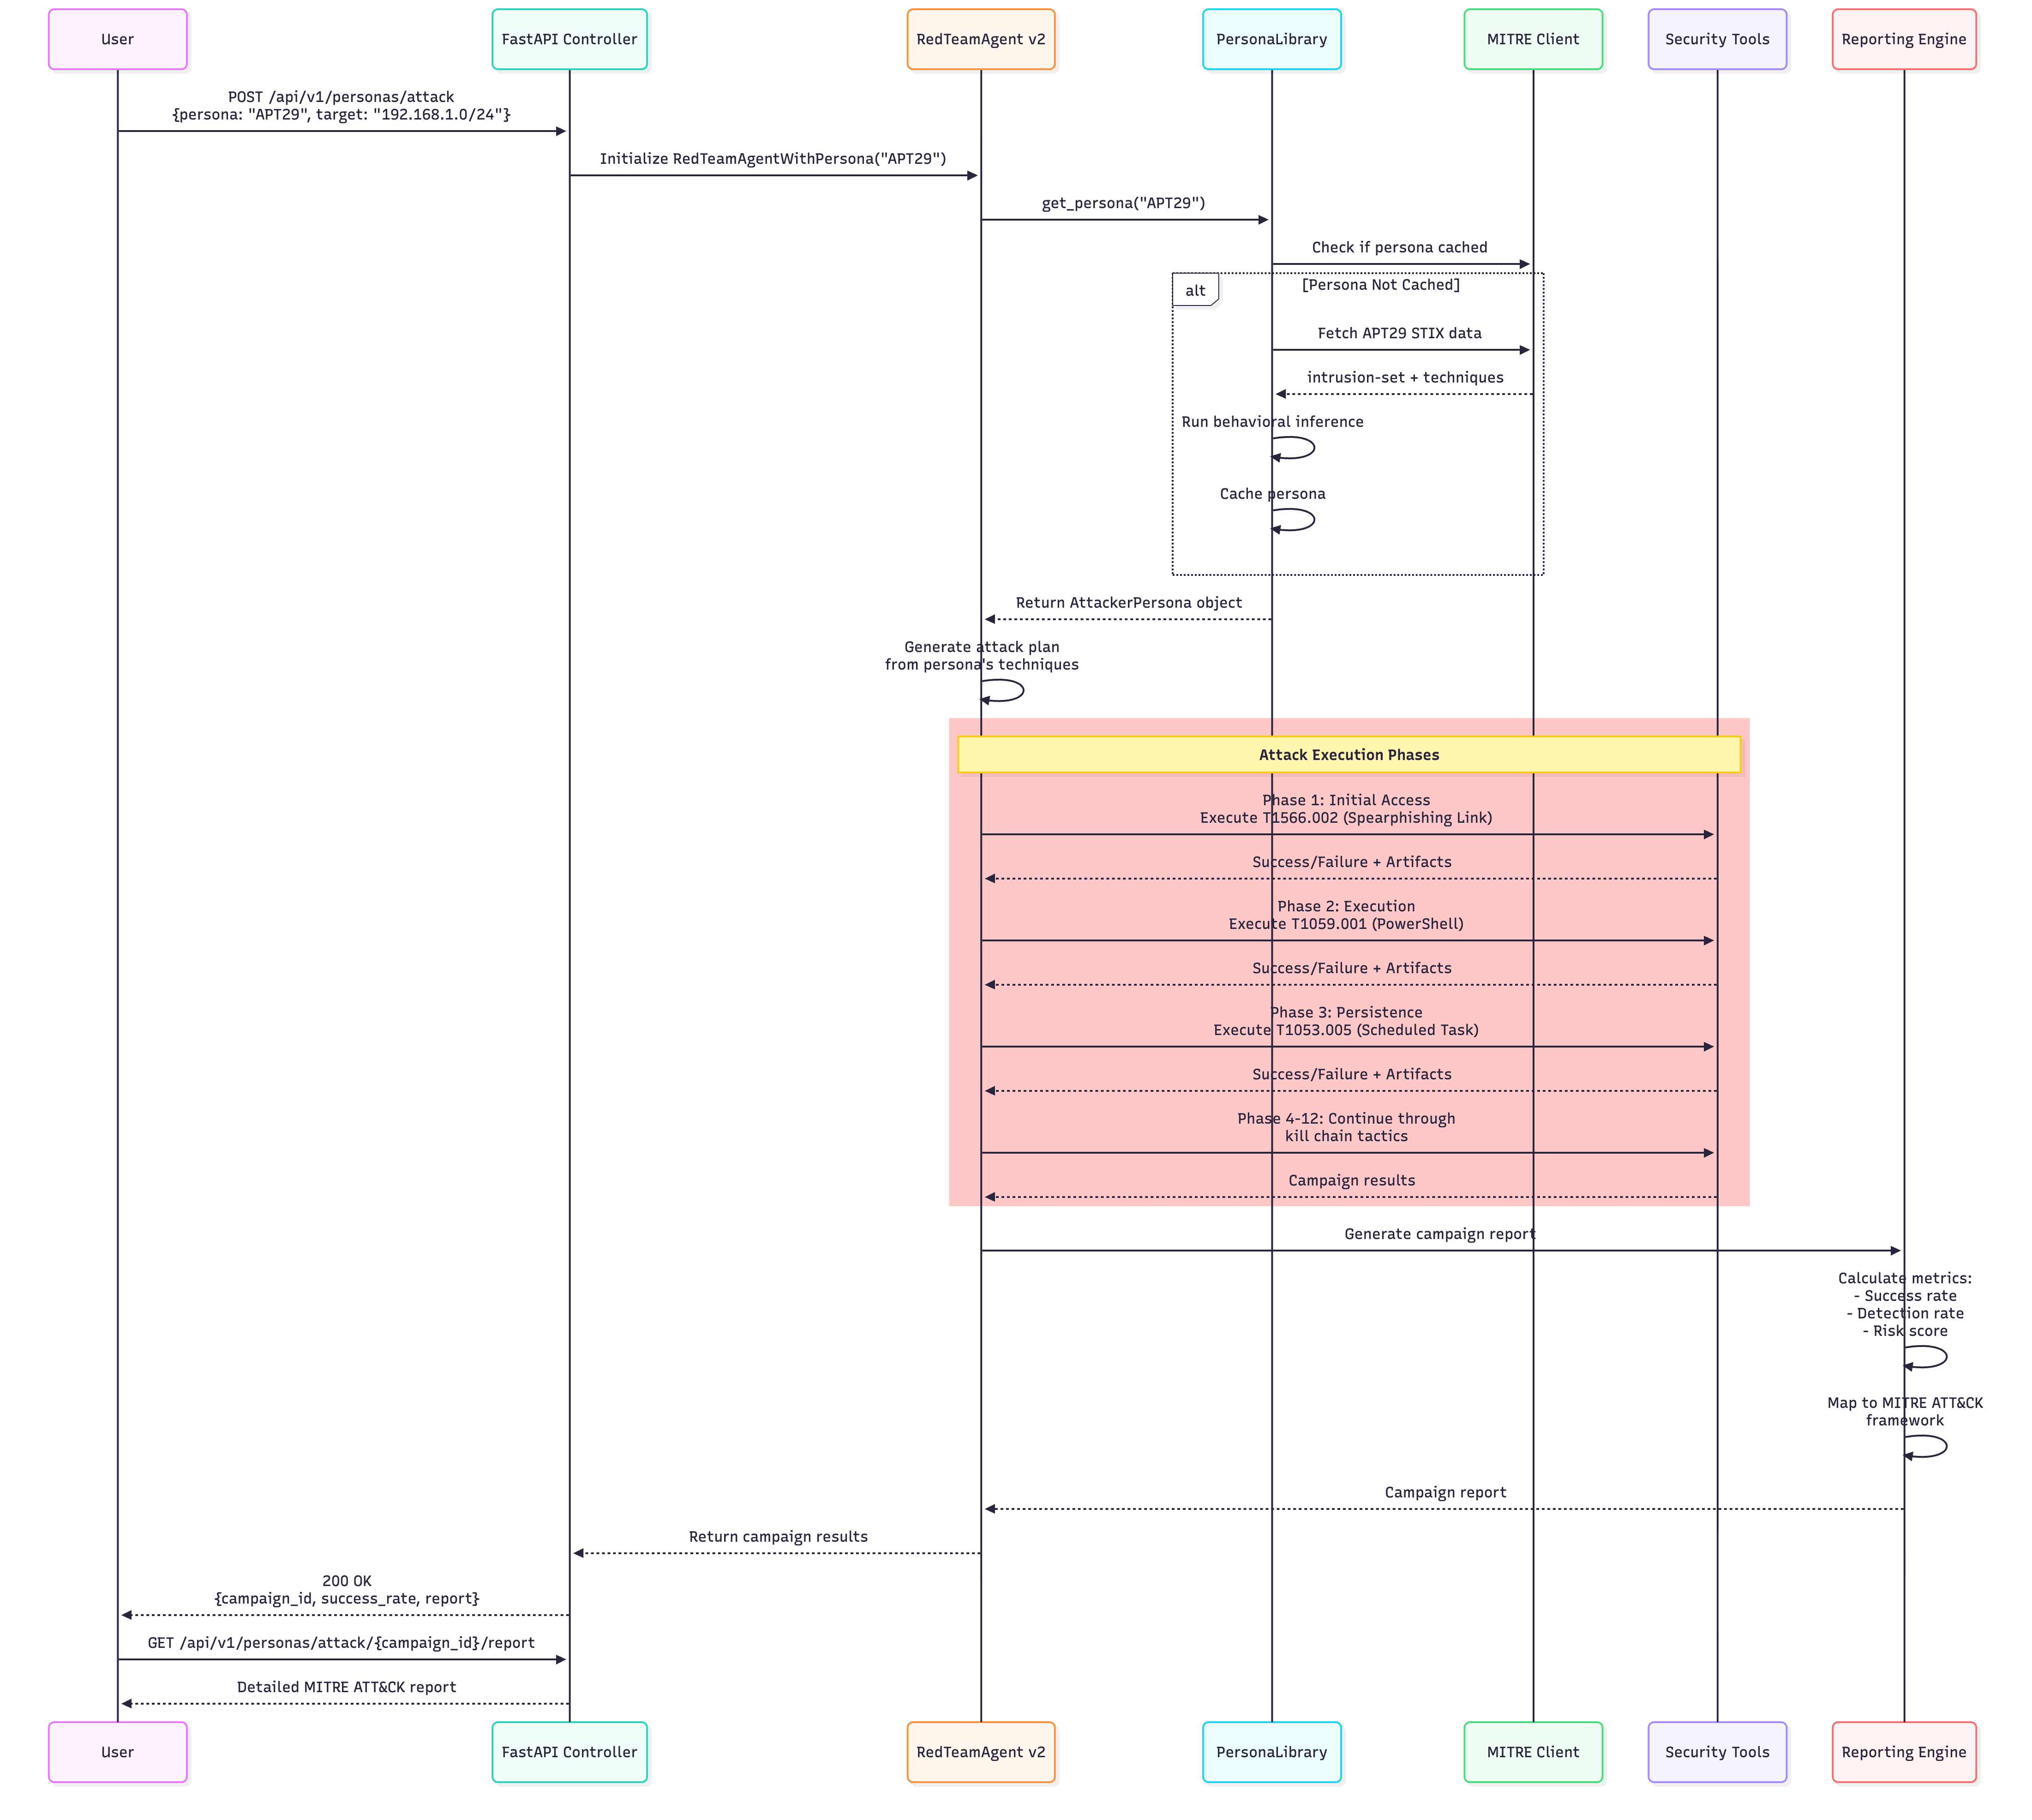 User
FastAPI Controller
RedTeamAgent v2
PersonaLibrary
MITRE Client
Security Tools
Reporting Engine
POST /api/v1/personas/attack
{persona: "APT29", target: "192.168.1.0/24"}
Initialize RedTeamAgentWithPersona("APT29")
get_persona("APT29")
Check if persona cached
alt
[Persona Not Cached]
Fetch APT29 STIX data
intrusion-set + techniques
Run behavioral inference
Cache persona
Return AttackerPersona object
Generate attack plan
from persona's techniques
Attack Execution Phases
Phase 1: Initial Access
Execute T1566.002 (Spearphishing Link)
Success/Failure + Artifacts
Phase 2: Execution
Execute T1059.001 (PowerShell)
Success/Failure + Artifacts
Phase 3: Persistence
Execute T1053.005 (Scheduled Task)
Success/Failure + Artifacts
Phase 4-12: Continue through
kill chain tactics
Campaign results
Generate campaign report
Calculate metrics:
- Success rate
- Detection rate
- Risk score
Map to MITRE ATT&CK
framework
Campaign report
Return campaign results
200 OK
{campaign_id, success_rate, report}
GET /api/v1/personas/attack/{campaign_id}/report
Detailed MITRE ATT&CK report
User
FastAPI Controller
RedTeamAgent v2
PersonaLibrary
MITRE Client
Security Tools
Reporting Engine